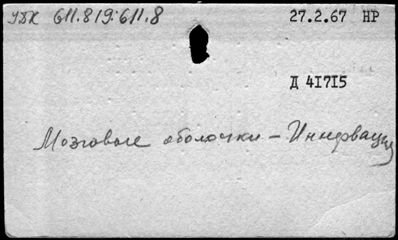 УДК 611.819:611.8 27.2.67 НР
Д 41715
Мозговые оболочки – Иннервация